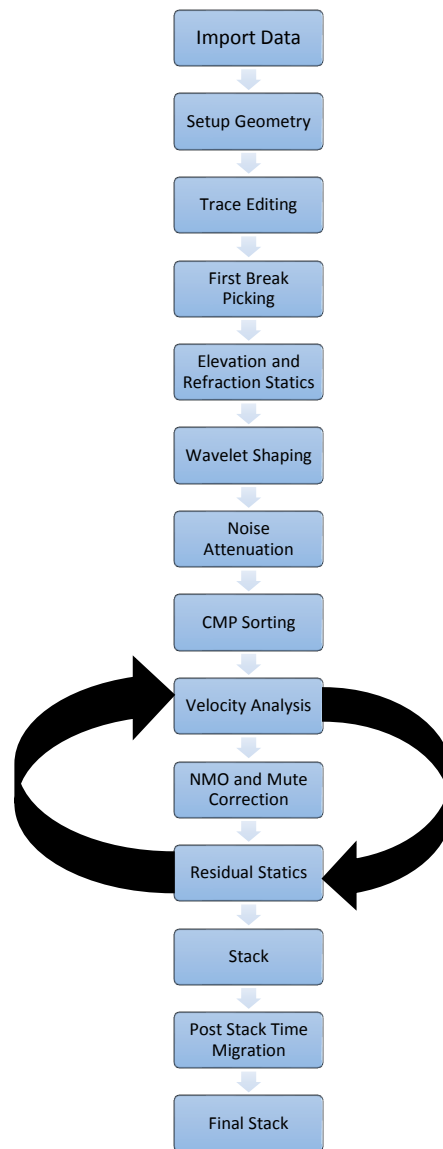 Import Data
Setup Geometry
Trace Editing
First Break
Picking
Elevation and
Refraction Statics
Wavelet Shaping
Noise
Attenuation
CMP Sorting
Velocity Analysis
NMO and Mute
Correction
Residual Statics
Stack
Post Stack Time
Migration
Final Stack